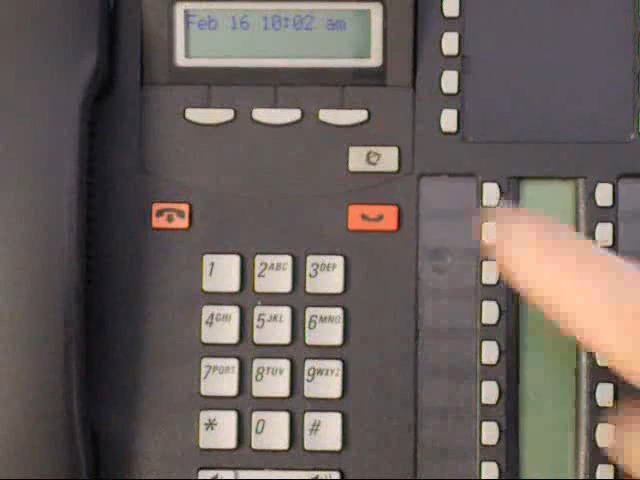 Feb 16 10:02 am
1 2ABC 3DEF
4GHI 5JKL 6MNO
7PQRS 8TUV 9WXYZ
* 0 #